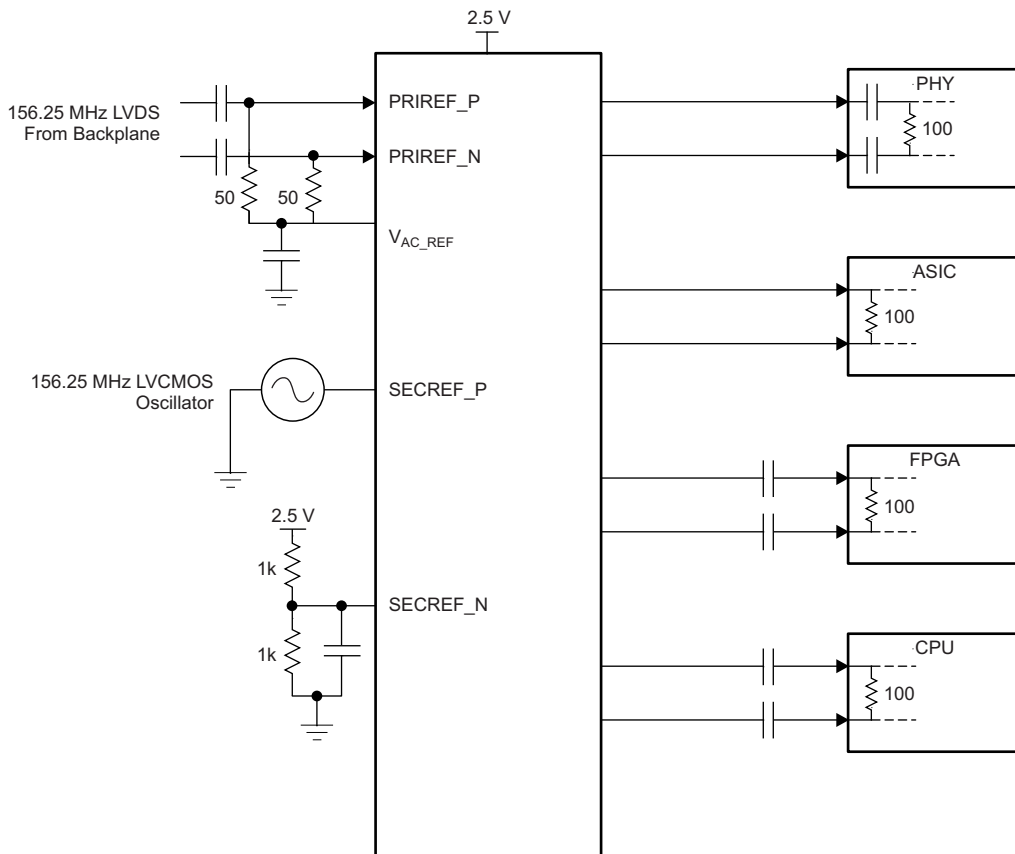 2.5 V
156.25 MHz LVDS
From Backplane
PRIREF_P
PRIREF_N
50
50
VAC_REF
156.25 MHz LVCMOS
Oscillator
SECREF_P
2.5 V
1k
SECREF_N
1k
PHY
100
ASIC
100
FPGA
100
CPU
100